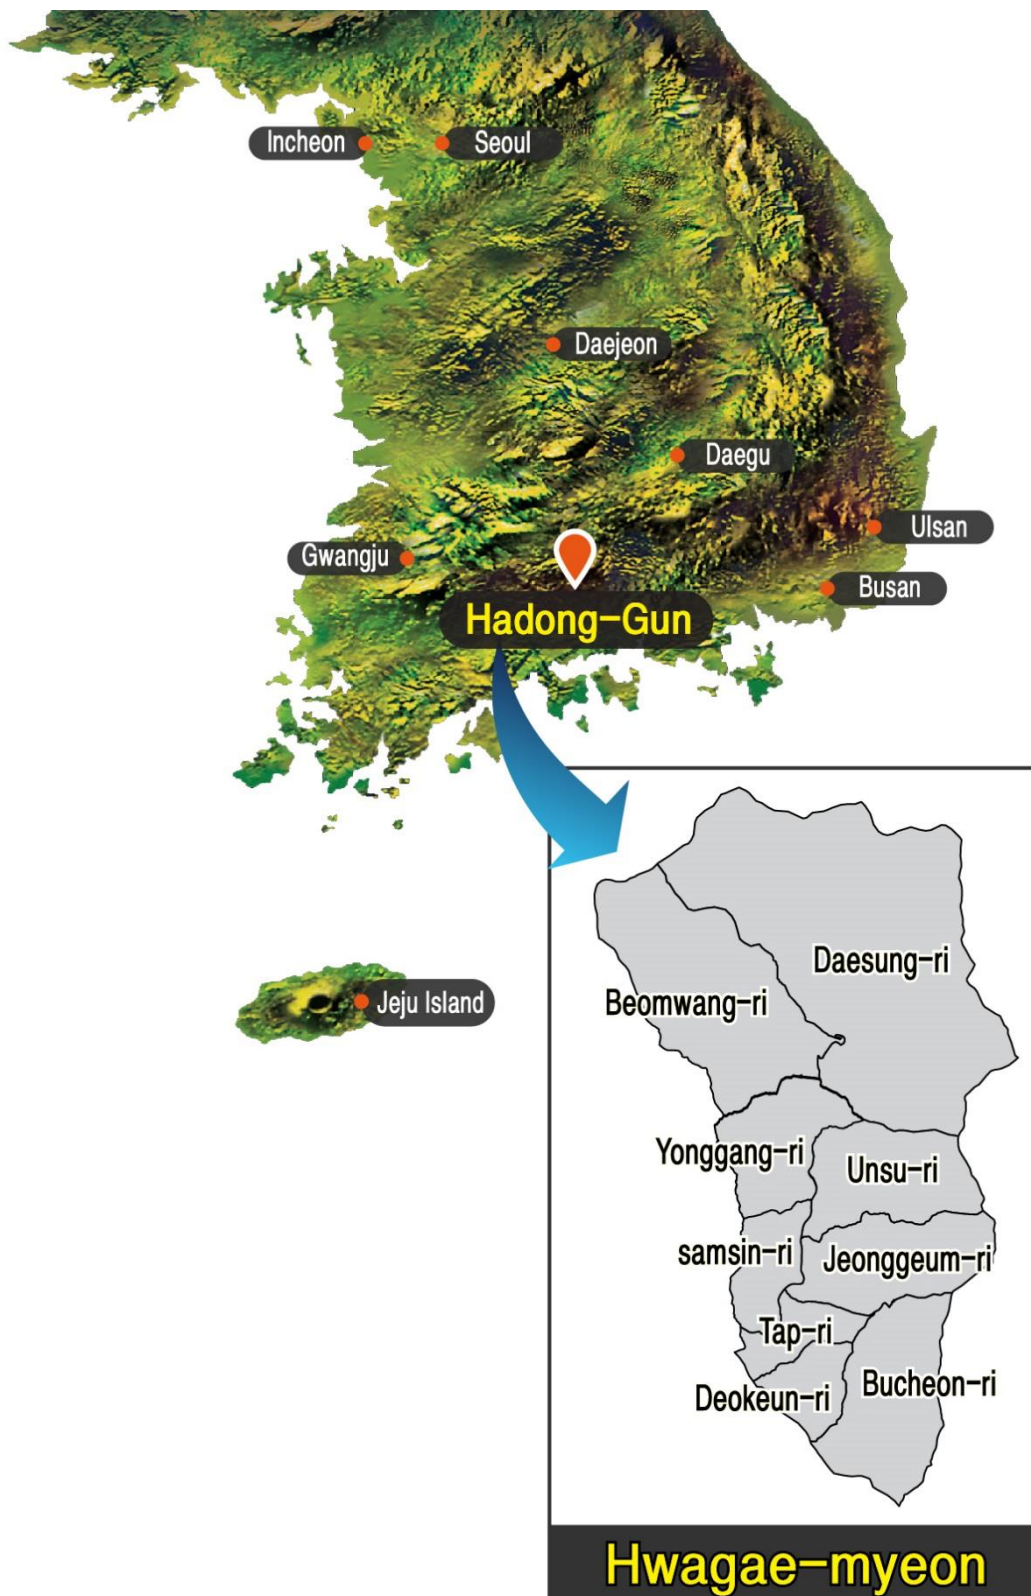 Incheon
Seoul
Daejeon
Daegu
Ulsan
Gwangju
Busan
Hadong-Gun
Daesung-ri
Beomwang-ri
Jeju Island
Yonggang-ri
Unsu-ri
samsin-ri
Jeonggeum-ri
Tap-ri
Bucheon-ri
Deokeun-ri
Hwagae-myeon